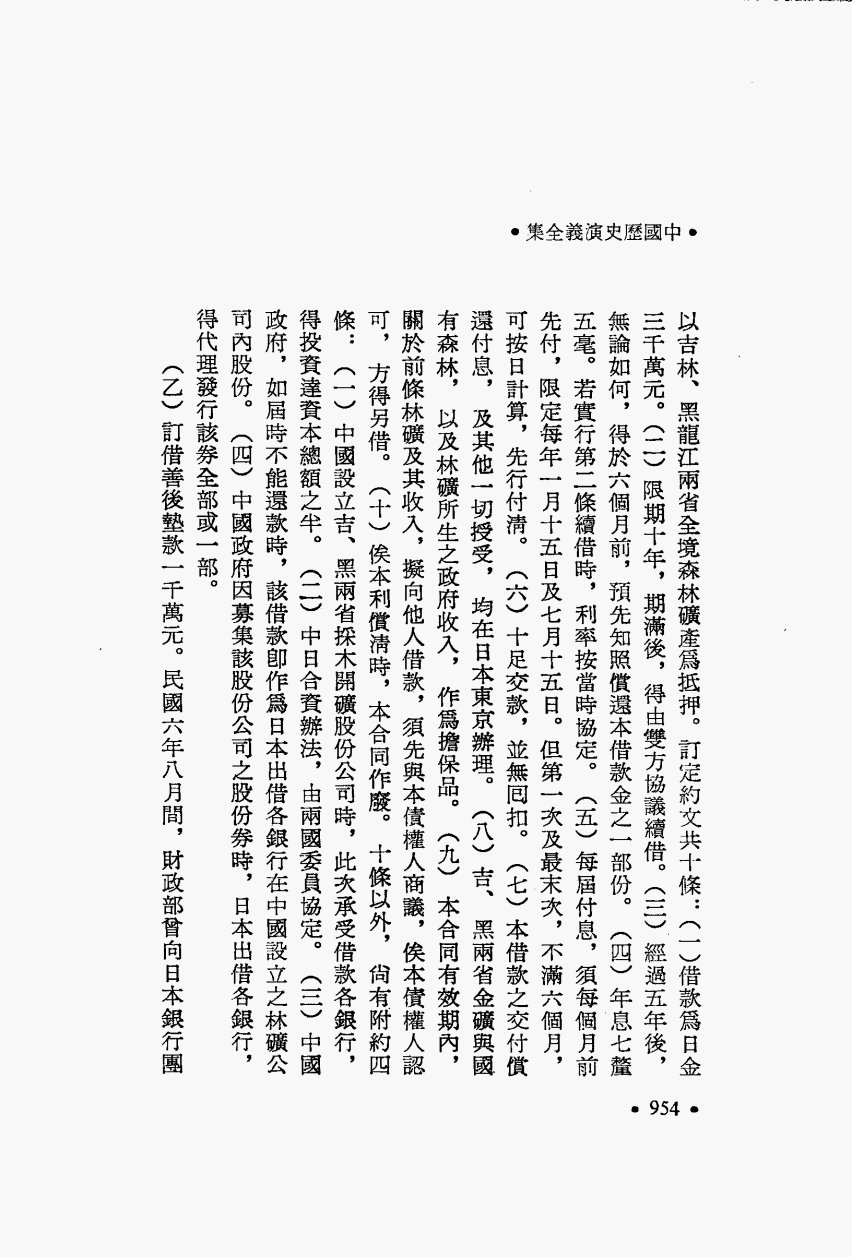 •中國歷史演義全集•
以吉林、黑龍江兩省全境森林礦產爲抵押。訂定約文共十條：（一）借款爲日金
三千萬元。（二）限期十年，期滿後，得由雙方協議續借。（三）經過五年後，
無論如何，得於六個月前，預先知照償還本借款金之一部份。（四）年息七釐
五毫。若實行第二條續借時，利率按當時協定。（五）每屆付息，須每個月前
先付，限定每年一月十五日及七月十五日。但第一次及最末次，不滿六個月，
可按日計算，先行付清。（六）十足交款，並無回扣。（七）本借款之交付償
還付息，及其他一切授受，均在日本東京辦理。（八）吉、黑兩省金礦與國
有森林，以及林礦所生之政府收入，作爲擔保品。（九）本合同有效期內，
關於前條林礦及其收入，擬向他人借款，須先與本債權人商議，俟本債權人認
可，方得另借。（十）俟本利償清時，本合同作廢。十條以外，尙有附約四
條：（一）中國設立吉、黑兩省採木開礦股份公司時，此次承受借款各銀行，
得投資達資本總額之半。（二）中日合資辦法，由兩國委員協定。（三）中國
政府，如屆時不能還款時，該借款卽作爲日本出借各銀行在中國設立之林礦公
司內股份。（四）中國政府因募集該股份公司之股份劵時，日本出借各銀行，
得代理發行該劵全部或一部。
（乙）訂借善後墊款一千萬元。民國六年八月間，財政部曾向日本銀行團
•954•